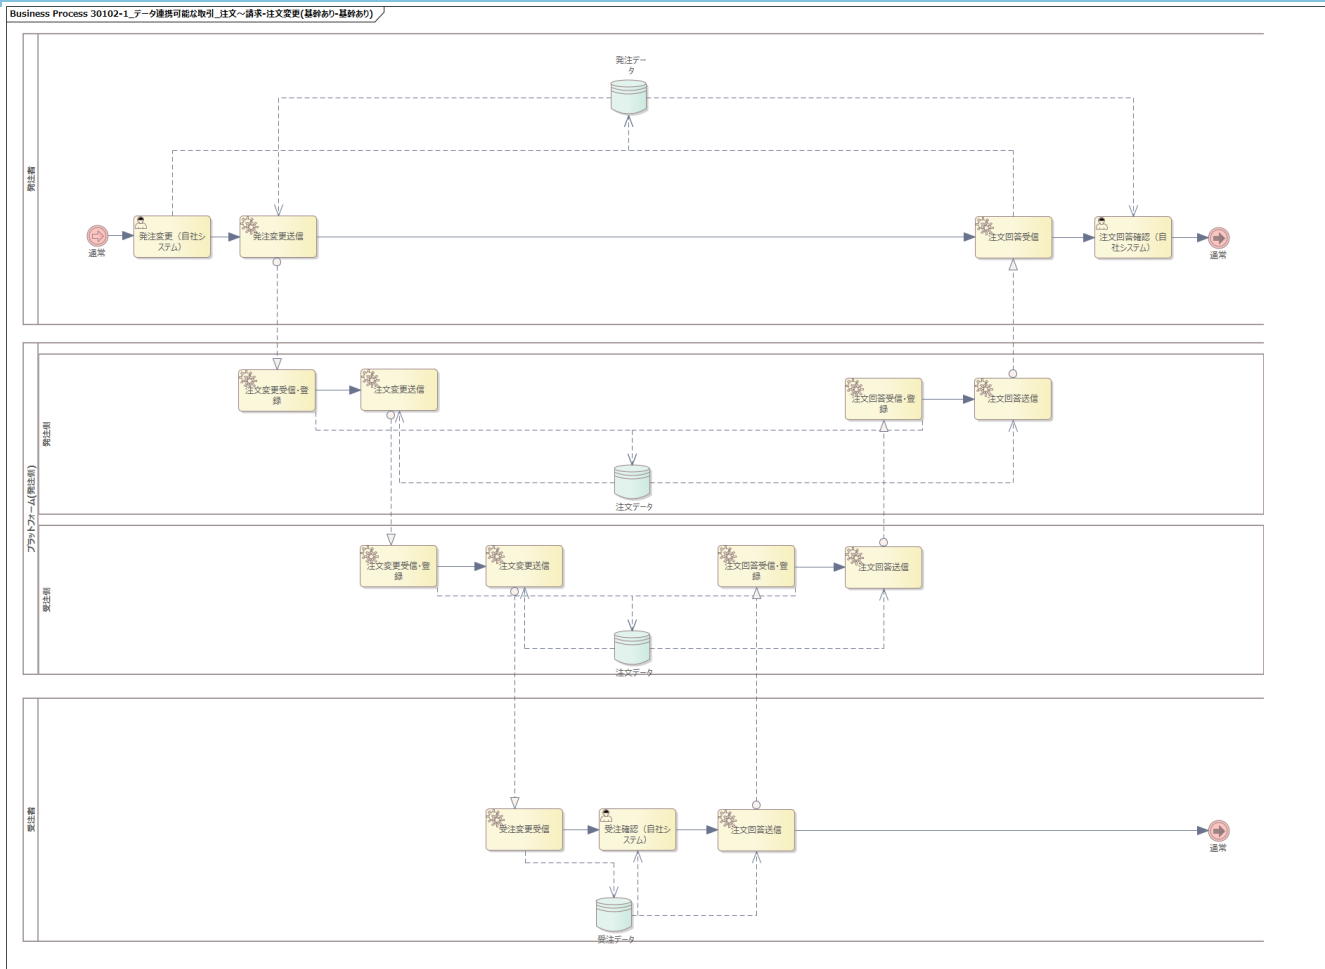 Business Process 30102-1_データ連携可能な取引_注文～請求-注文変更(基幹あり-基幹あり)
発注者
発注デー
タ
通常
発注変更（自社シ
ステム）
発注変更送信
注文回答受信
注文回答確認（自
社システム）
通常
プラットフォーム(発注側)
発注側
注文変更受信・登
録
注文変更送信
注文回答受信・登
録
注文回答送信
注文データ
受注側
注文変更受信・登
録
注文変更送信
注文回答受信・登
録
注文回答送信
注文データ
受注者
受注変更受信
受注確認（自社シ
ステム）
注文回答送信
通常
受注データ